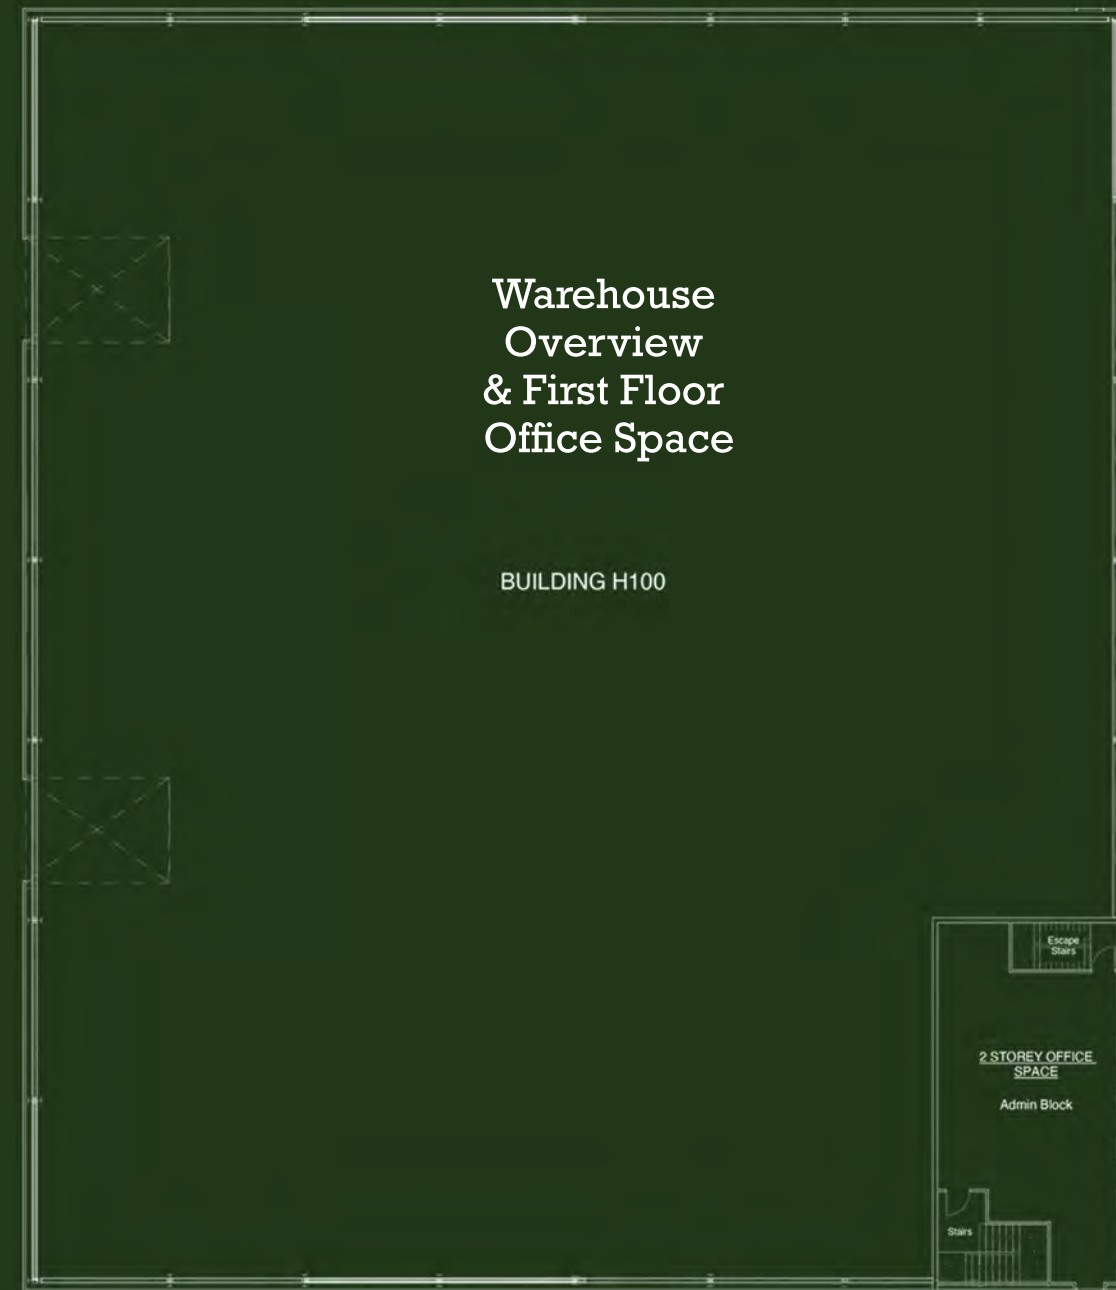 Warehouse
Overview
& First Floor
Office Space
BUILDING H100
Escape
Stairs
2 STOREY OFFICE
SPACE
Admin Block
Stairs